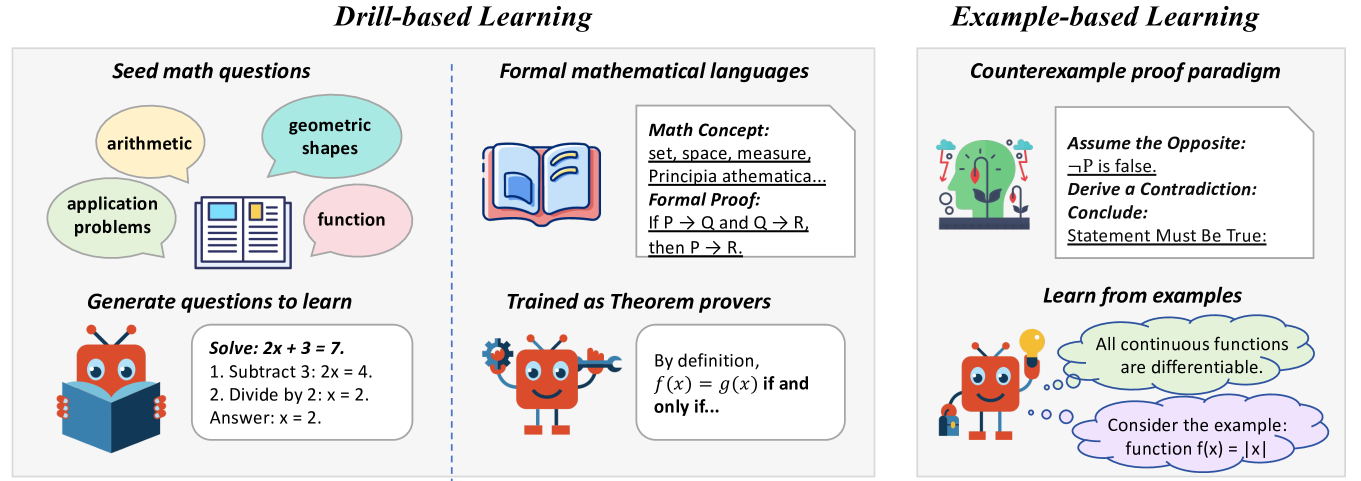 Drill-based Learning
Seed math questions
arithmetic
geometric
shapes
application
problems
function
Generate questions to learn
Solve: 2x + 3 = 7.
1. Subtract 3: 2x = 4.
2. Divide by 2: x = 2.
Answer: x = 2.
Formal mathematical languages
Math Concept:
set, space, measure,
Principia athematica...
Formal Proof:
If P → Q and Q → R,
then P → R.
Trained as Theorem provers
By definition,
f(x) = g(x) if and
only if...
Example-based Learning
Counterexample proof paradigm
Assume the Opposite:
¬P is false.
Derive a Contradiction:
Conclude:
Statement Must Be True:
Learn from examples
All continuous functions
are differentiable.
Consider the example:
function f(x) = |x|